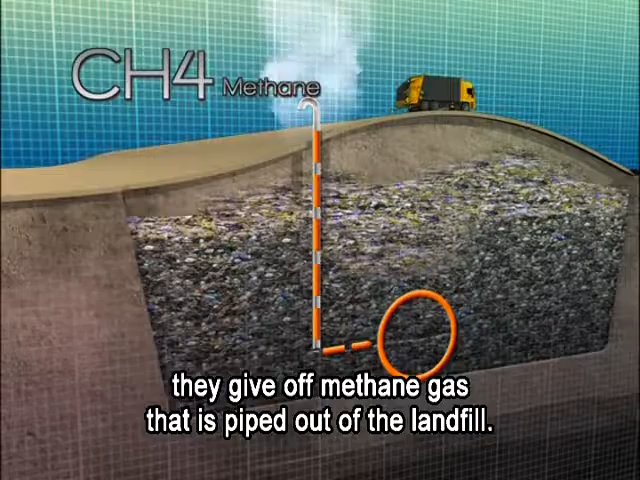 CH4 Methane
they give off methane gas
that is piped out of the landfill.